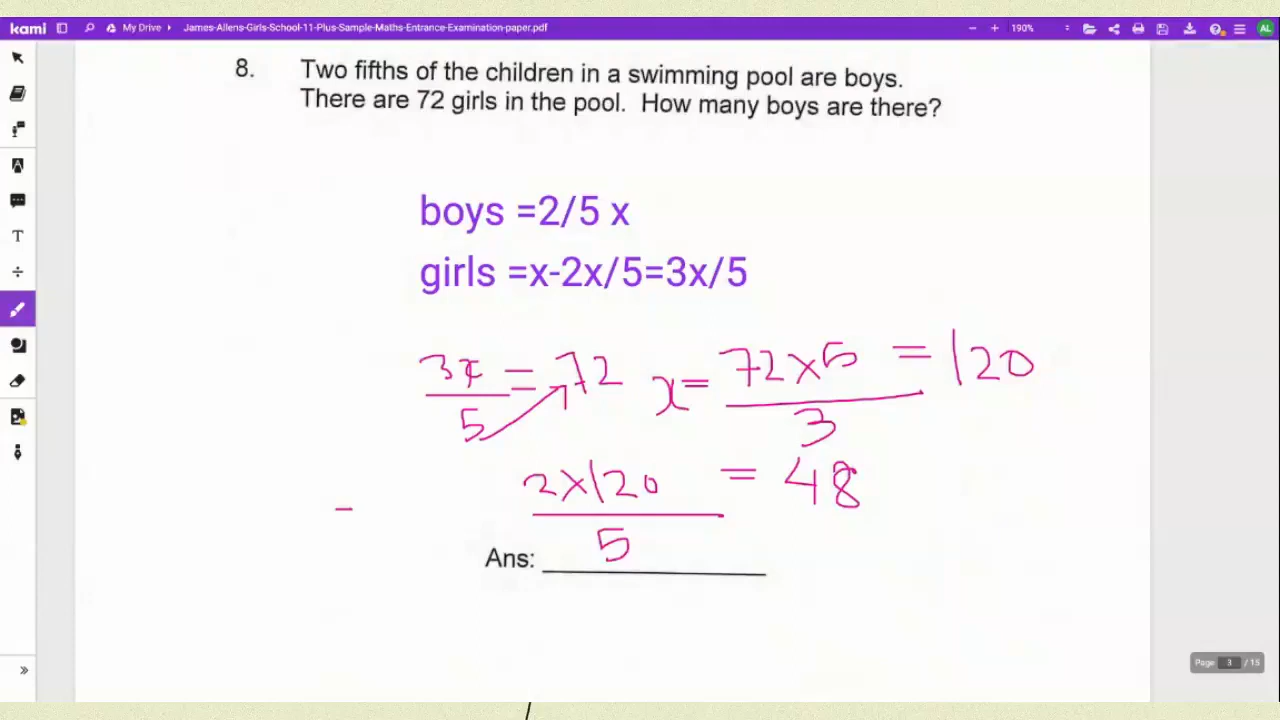 kami My Drive James-Allens-Girls-School-11-Plus-Sample-Maths-Entrance-Examination-paper.pdf 190% AL
8. Two fifths of the children in a swimming pool are boys.
There are 72 girls in the pool. How many boys are there?
boys =2/5 x
girls =x-2x/5=3x/5
3x/5 = 72 x = 72x5/3 = 120
2x120/5 = 48
Ans:
Page 3 / 15